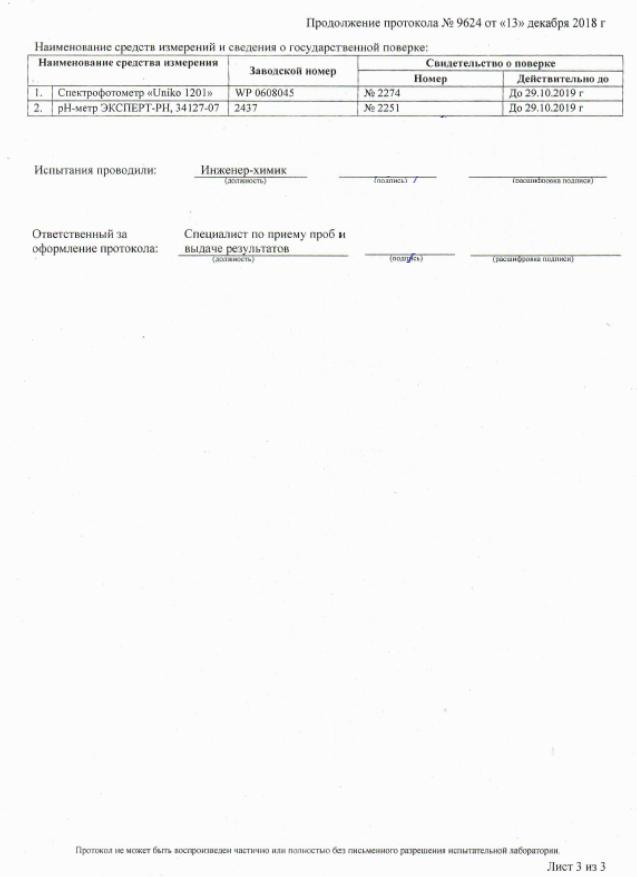 Продолжение протокола № 9624 от «13» декабря 2018 г
Наименование средств измерений и сведения о государственной поверке:
Наименование средства измерения Заводской номер Свидетельство о поверке
Номер Действительно до
1. Спектрофотометр «Uniko 1201» WP 0608045 № 2274 До 29.10.2019 г
2. рН-метр ЭКСПЕРТ-РН, 34127-07 2437 № 2251 До 29.10.2019 г
Испытания проводили: Инженер-химик
(должность) (подпись) (расшифровка подписи)
Ответственный за Специалист по приему проб и
оформление протокола: выдаче результатов
(должность) (подпись) (расшифровка подписи)
Протокол не может быть воспроизведен частично или полностью без письменного разрешения испытательной лаборатории.
Лист 3 из 3